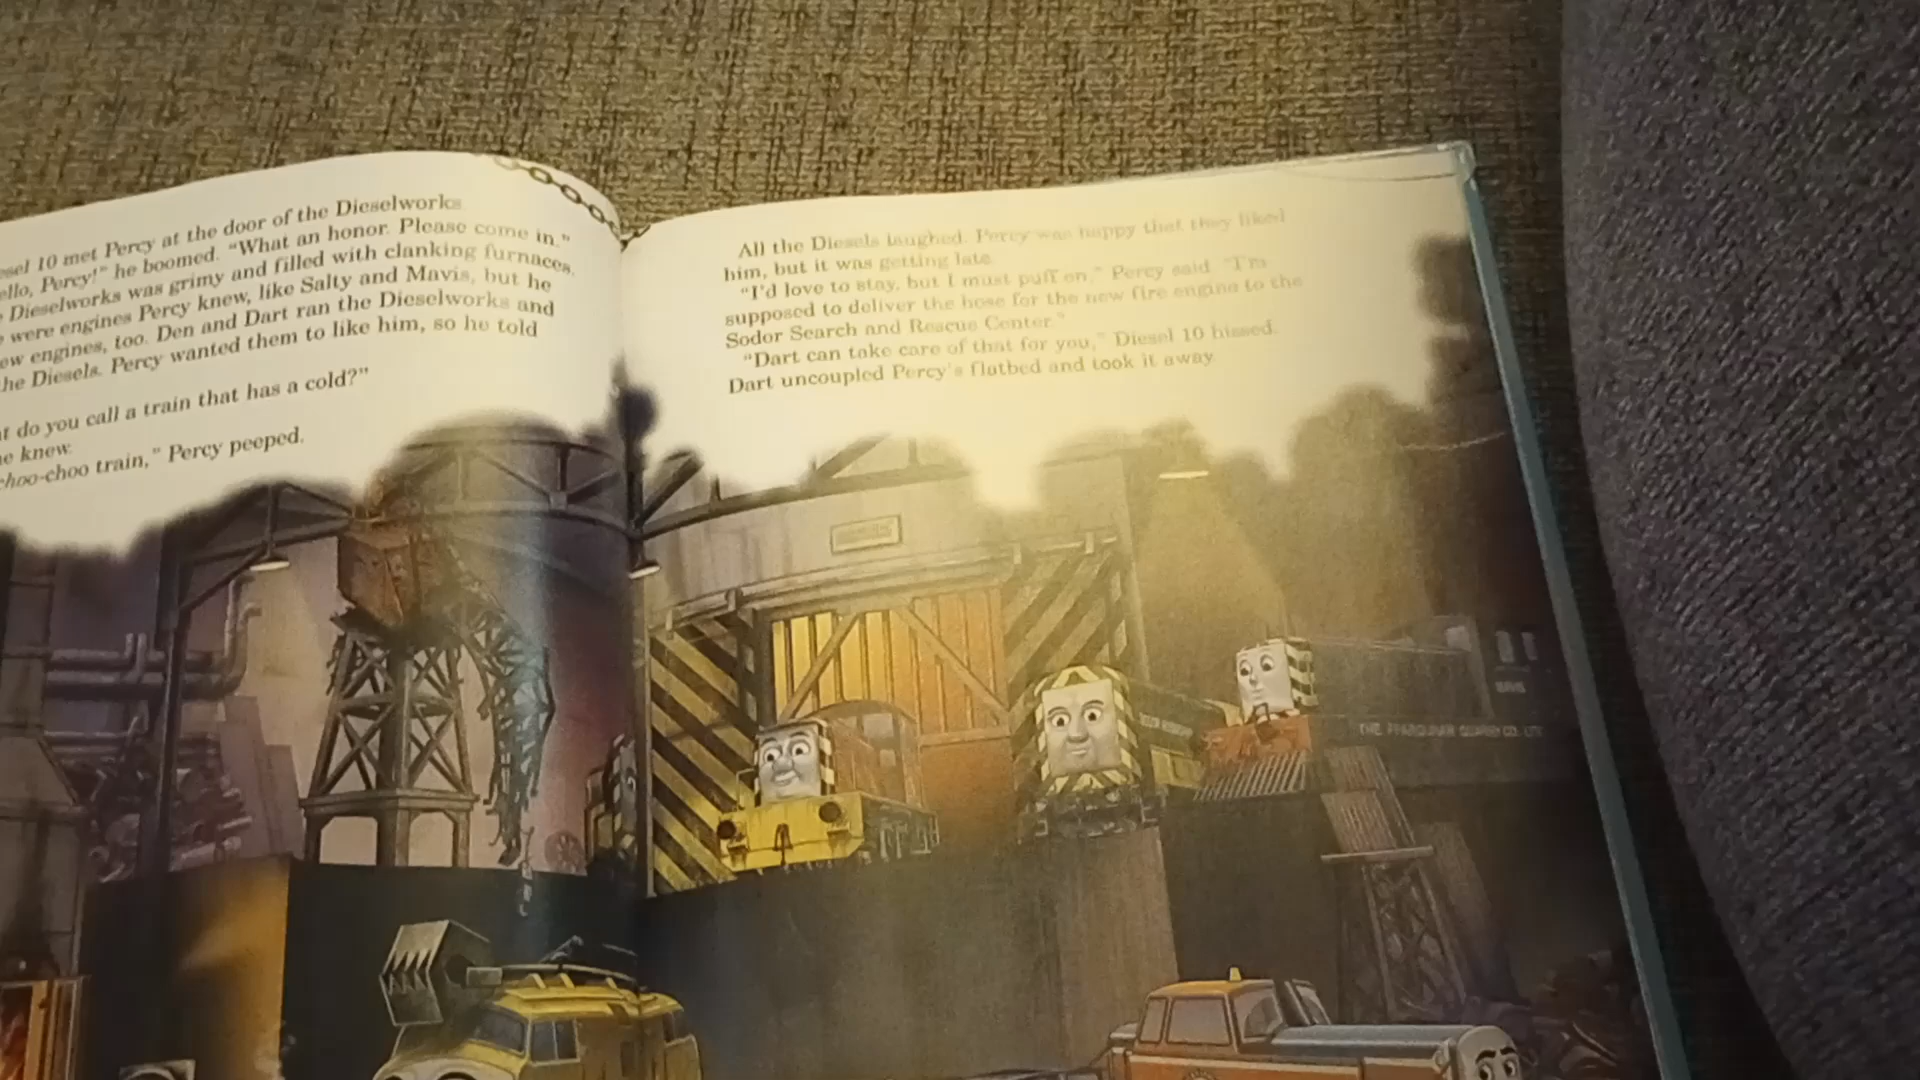 sel 10 met Percy at the door of the Dieselworks
ello, Percy!" he boomed. "What an honor. Please come in."
Dieselworks was grimy and filled with clanking furnaces.
were engines Percy knew, like Salty and Mavis, but he
ew engines, too. Den and Dart ran the Dieselworks and
he Diesels. Percy wanted them to like him, so he told
t do you call a train that has a cold?"
e knew.
choo-choo train," Percy peeped.
All the Diesels laughed. Percy was happy that they liked
him, but it was getting late.
"I'd love to stay, but I must puff on," Percy said. "I'm
supposed to deliver the hose for the new fire engine to the
Sodor Search and Rescue Center."
"Dart can take care of that for you," Diesel 10 hissed.
Dart uncoupled Percy's flatbed and took it away.
THE FFARQUHAR QUARRY CO. LTD